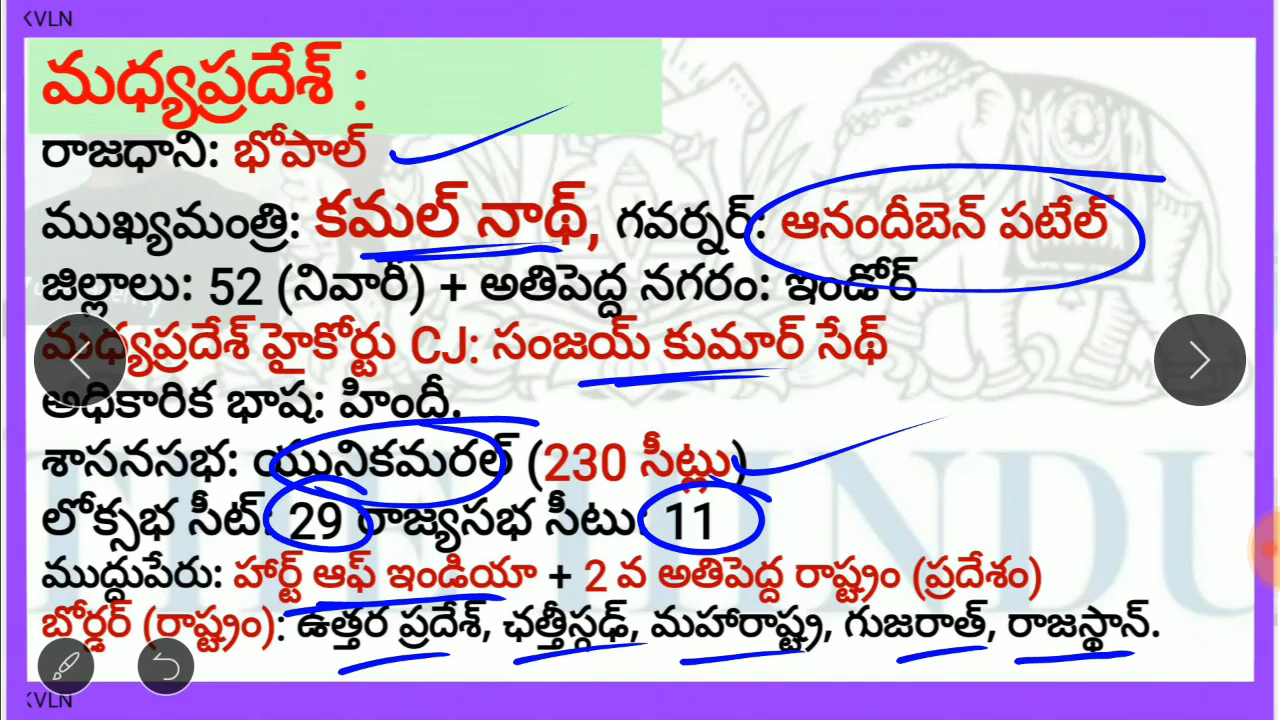 KVLN
మధ్యప్రదేశ్ :
రాజధాని: భోపాల్
ముఖ్యమంత్రి: కమల్ నాథ్, గవర్నర్: ఆనందీబెన్ పటేల్
జిల్లాలు: 52 (నివారీ) + అతిపెద్ద నగరం: ఇండోర్
మధ్యప్రదేశ్ హైకోర్టు CJ: సంజయ్ కుమార్ సేథ్
అధికారిక భాష: హిందీ.
శాసనసభ: యునికమరల్ (230 సీట్లు)
లోక్సభ సీట్: 29 రాజ్యసభ సీటు: 11
ముద్దుపేరు: హార్ట్ ఆఫ్ ఇండియా + 2 వ అతిపెద్ద రాష్ట్రం (ప్రదేశం)
బోర్డర్ (రాష్ట్రం): ఉత్తర ప్రదేశ్, ఛత్తీస్గఢ్, మహారాష్ట్ర, గుజరాత్, రాజస్థాన్.
KVLN